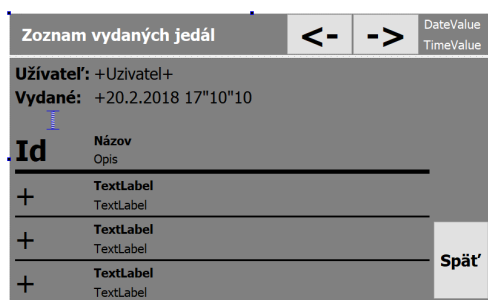 Zoznam vydaných jedál <- -> DateValue
TimeValue
Užívateľ: +Uzivatel+
Vydané: +20.2.2018 17"10"10
Id Názov
Opis
+ TextLabel
TextLabel
+ TextLabel
TextLabel
Späť
+ TextLabel
TextLabel